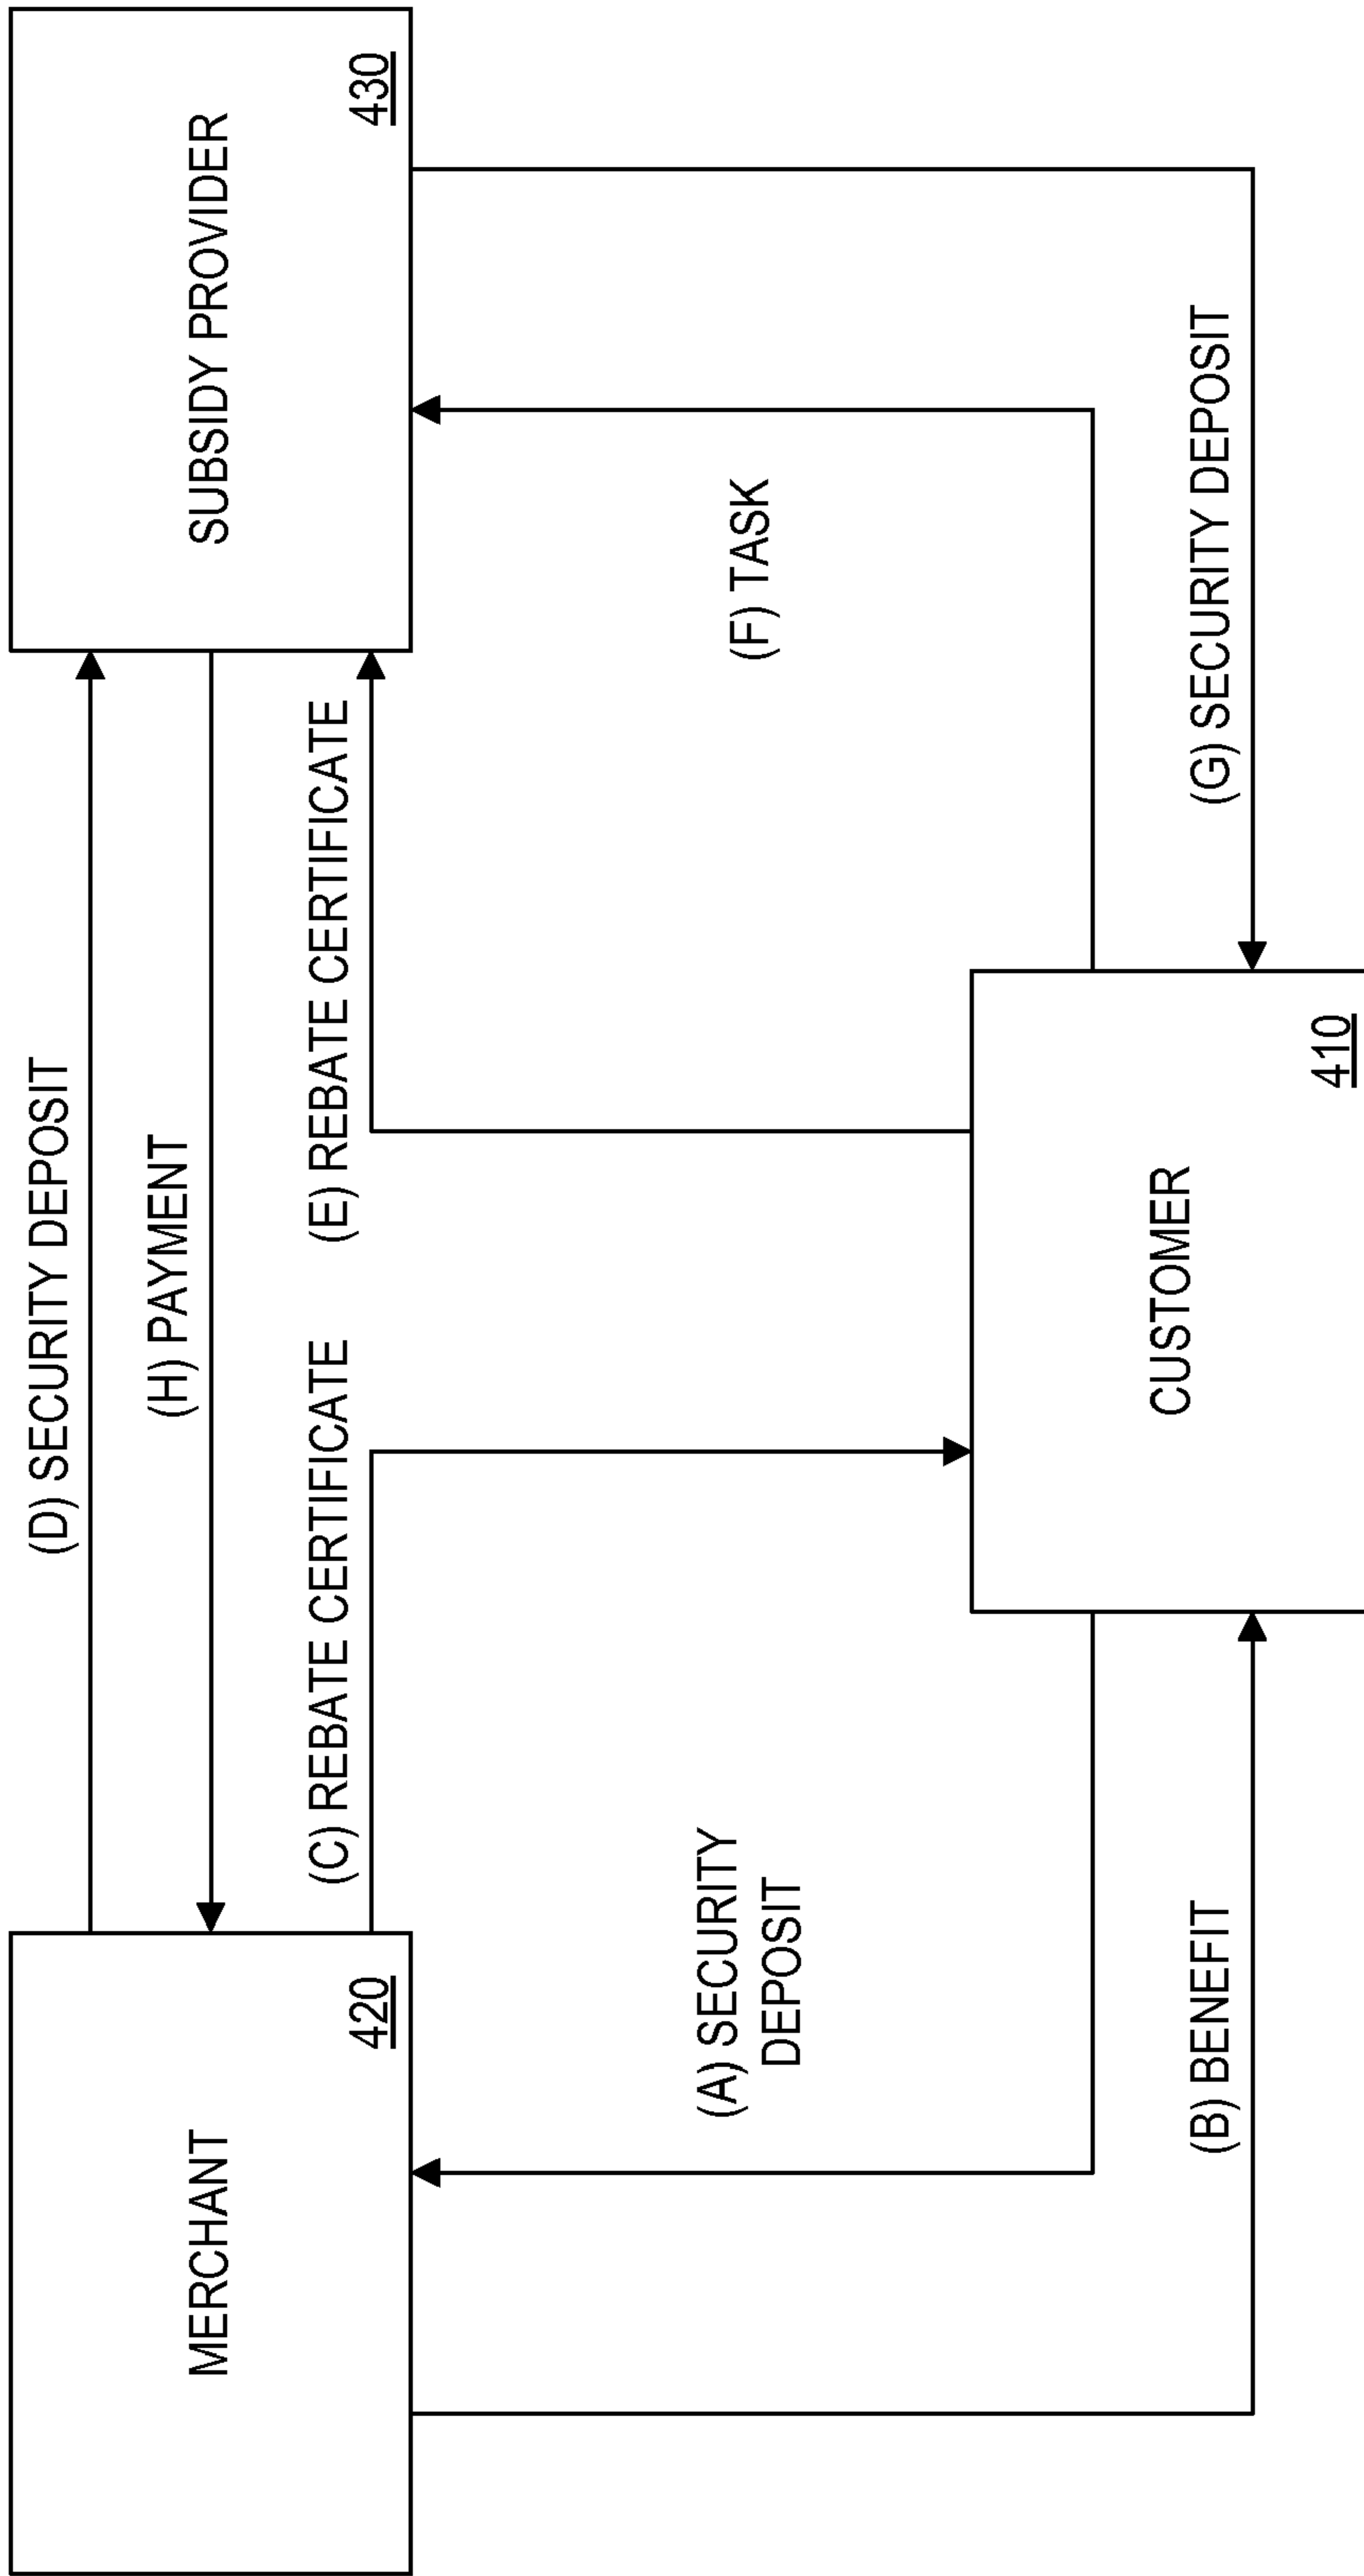 (D) SECURITY DEPOSIT
(H) PAYMENT
MERCHANT
420
SUBSIDY PROVIDER
430
(C) REBATE CERTIFICATE
(E) REBATE CERTIFICATE
(A) SECURITY
DEPOSIT
(F) TASK
(B) BENEFIT
CUSTOMER
410
(G) SECURITY DEPOSIT